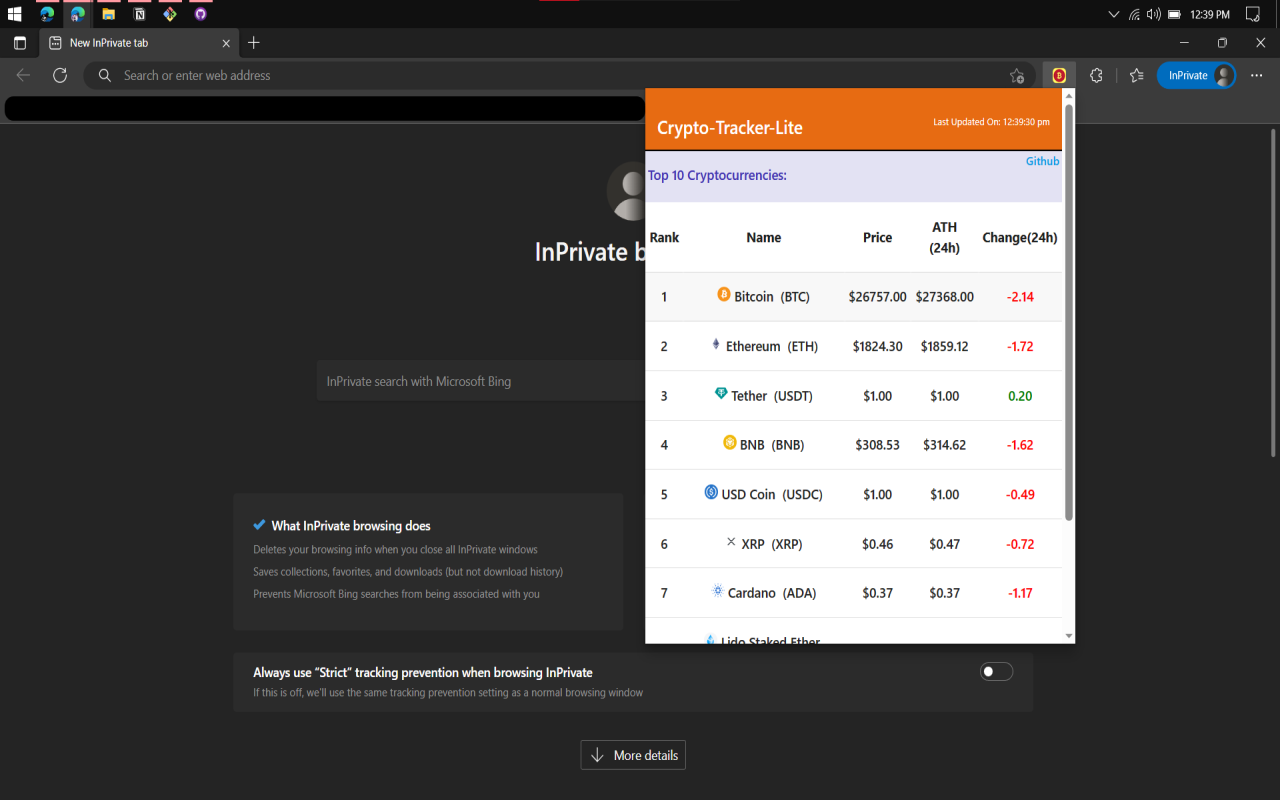 12:39 PM
New InPrivate tab
Search or enter web address
InPrivate
Crypto-Tracker-Lite
Last Updated On: 12:39:30 pm
Github
Top 10 Cryptocurrencies:
InPrivate b
Rank Name Price ATH (24h) Change(24h)
1 Bitcoin (BTC) $26757.00 $27368.00 -2.14
2 Ethereum (ETH) $1824.30 $1859.12 -1.72
3 Tether (USDT) $1.00 $1.00 0.20
4 BNB (BNB) $308.53 $314.62 -1.62
5 USD Coin (USDC) $1.00 $1.00 -0.49
6 XRP (XRP) $0.46 $0.47 -0.72
7 Cardano (ADA) $0.37 $0.37 -1.17
Lido Staked Ether
InPrivate search with Microsoft Bing
What InPrivate browsing does
Deletes your browsing info when you close all InPrivate windows
Saves collections, favorites, and downloads (but not download history)
Prevents Microsoft Bing searches from being associated with you
Always use “Strict” tracking prevention when browsing InPrivate
If this is off, we'll use the same tracking prevention setting as a normal browsing window
More details